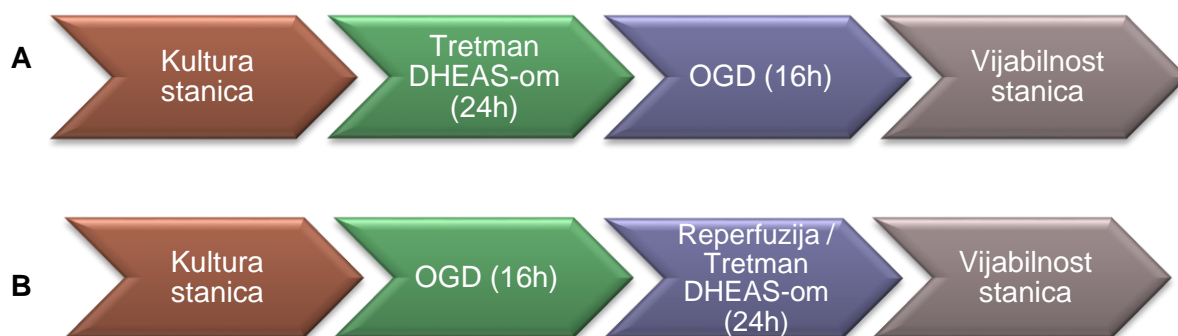 A
Kultura
stanica
Tretman
DHEAS-om
(24h)
OGD (16h)
Vijabilnost
stanica
B
Kultura
stanica
OGD (16h)
Reperfuzija /
Tretman
DHEAS-om
(24h)
Vijabilnost
stanica